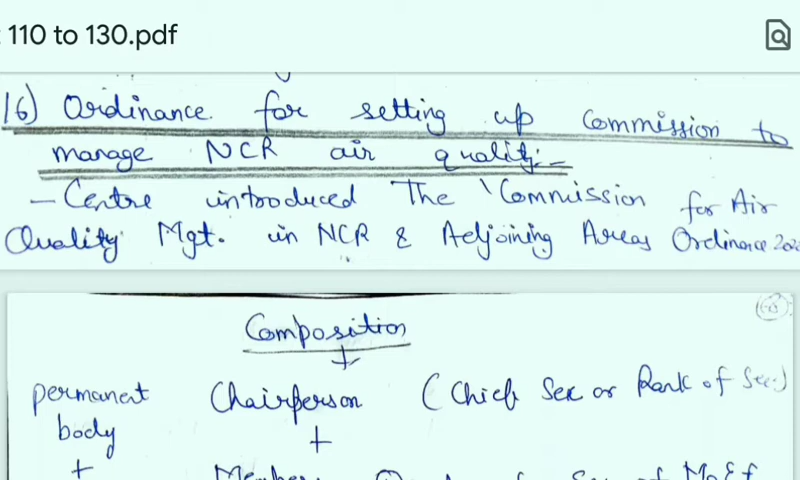 110 to 130.pdf
16) Ordinance for setting up Commission to
manage NCR air quality:-
- Centre introduced The 'Commission for Air
Quality Mgt. in NCR & Adjoining Areas Ordinance
Composition
permanent Chairperson (Chief Sec or Rank of Sec.)
body +
+ Member